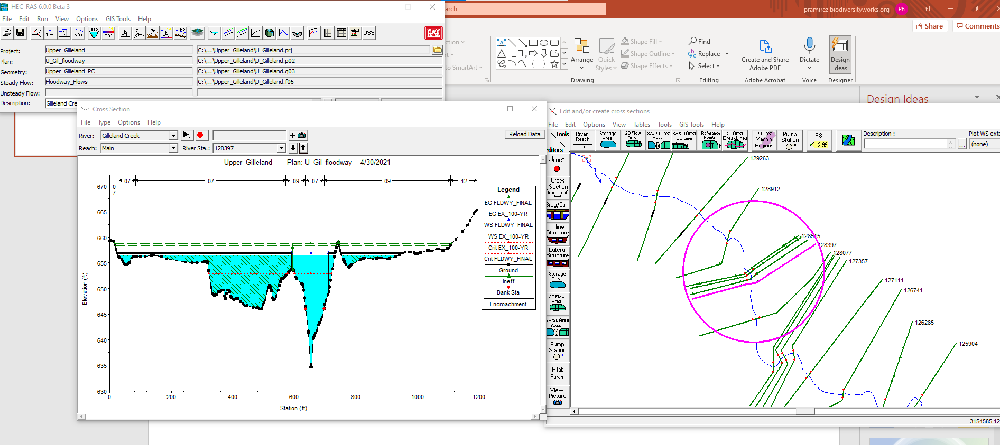 HEC-RAS 6.0.0 Beta 3
File Edit Run View Options GIS Tools Help
SED C(t) HD HT DSS
Project: Upper_Gilleland C:\...\Upper_Gilleland\U_Gilleland.prj
Plan: U_Gil_floodway C:\...\Upper_Gilleland\U_Gilleland.p02
Geometry: Upper_Gilleland_PC C:\...\Upper_Gilleland\U_Gilleland.g03
Steady Flow: Floodway_Flows C:\...\Upper_Gilleland\U_Gilleland.f06
Unsteady Flow:
Description: Gilleland Cre
arch
pramirez biodiversityworks.org PB
Share Comments
ction
to SmartArt
Arrange
Quick Styles
Shape Fill
Shape Outline
Shape Effects
Drawing
Find
Replace
Select
Editing
Create and Share
Adobe PDF
Adobe Acrobat
Dictate
Voice
Design
Ideas
Designer
Design Ideas
Cross Section
File Type Options Help
River: Gilleland Creek
Reload Data
Reach: Main River Sta.: 128397
Upper_Gilleland Plan: U_Gil_floodway 4/30/2021
.07 .07 .07 .09 .07 .09 .12
670
665
660
655
650
645
640
635
630
Elevation (ft)
0 200 400 600 800 1000 1200
Station (ft)
Legend
EG FLDWY_FINAL
EG EX_100-YR
WS FLDWY_FINAL
WS EX_100-YR
Crit EX_100-YR
Crit FLDWY_FINAL
Ground
Ineff
Bank Sta
Encroachment
Edit and/or create cross sections
File Edit Options View Tables Tools GIS Tools Help
Tools
Editors
River
Reach
Storage
Area
2D Flow
Area
SA/2D Area
Conn
SA/2D Area
BC Lines
Reference
Points
2D Area
BreakLines
2D Area
Mann n
Regions
Pump
Station
RS
12.99
Description :
...
Plot WS exte
(none)
Junct.
Cross
Section
Brdg/Culv
Inline
Structure
Lateral
Structure
Storage
Area
2D Flow
Area
SA/2D Area
Conn
Pump
Station
HTab
Param.
View
Picture
129263
128912
128515
128397
128077
127357
127111
126741
126285
125904
3154585.12